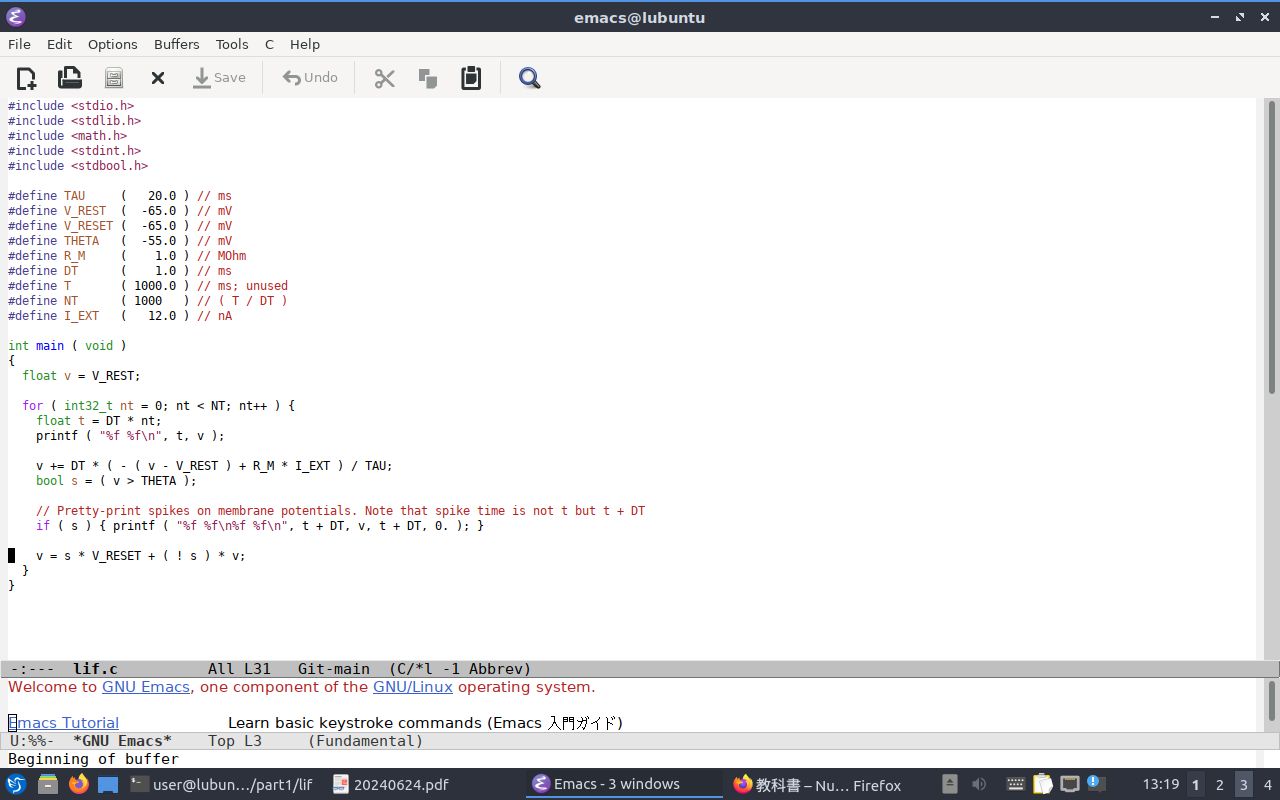 emacs@lubuntu
File Edit Options Buffers Tools C Help
Save Undo
#include <stdio.h>
#include <stdlib.h>
#include <math.h>
#include <stdint.h>
#include <stdbool.h>
#define TAU     (   20.0 ) // ms
#define V_REST  (  -65.0 ) // mV
#define V_RESET (  -65.0 ) // mV
#define THETA   (  -55.0 ) // mV
#define R_M     (    1.0 ) // MOhm
#define DT      (    1.0 ) // ms
#define T       ( 1000.0 ) // ms; unused
#define NT      ( 1000   ) // ( T / DT )
#define I_EXT   (   12.0 ) // nA
int main ( void )
{
  float v = V_REST;
  for ( int32_t nt = 0; nt < NT; nt++ ) {
    float t = DT * nt;
    printf ( "%f %f\n", t, v );
    v += DT * ( - ( v - V_REST ) + R_M * I_EXT ) / TAU;
    bool s = ( v > THETA );
    // Pretty-print spikes on membrane potentials. Note that spike time is not t but t + DT
    if ( s ) { printf ( "%f %f\n%f %f\n", t + DT, v, t + DT, 0. ); }
    v = s * V_RESET + ( ! s ) * v;
  }
}
-:---  lif.c          All L31   Git-main  (C/*l -1 Abbrev)
Welcome to GNU Emacs, one component of the GNU/Linux operating system.
Emacs Tutorial Learn basic keystroke commands (Emacs 入門ガイド)
U:%%-  *GNU Emacs*    Top L3     (Fundamental)
Beginning of buffer
user@lubun…/part1/lif 20240624.pdf Emacs - 3 windows 教科書 – Nu… Firefox 13:19 1 2 3 4